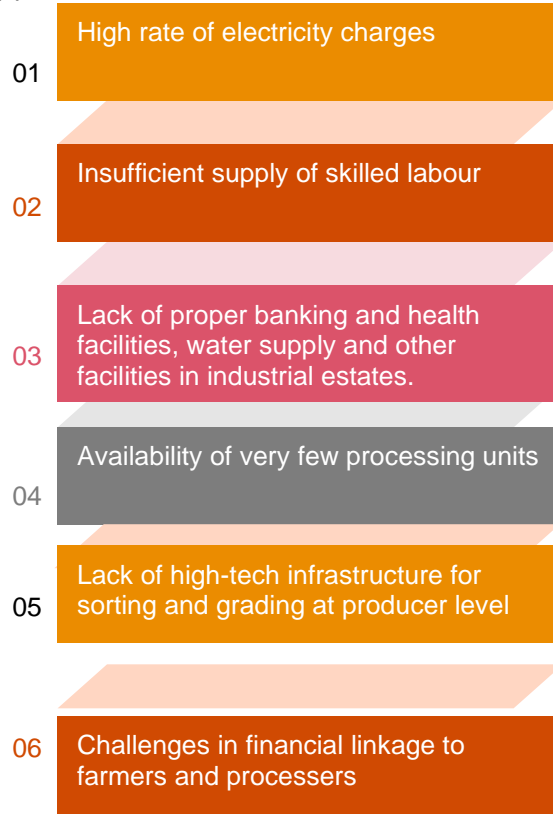 01
High rate of electricity charges
02
Insufficient supply of skilled labour
03
Lack of proper banking and health
facilities, water supply and other
facilities in industrial estates.
04
Availability of very few processing units
05
Lack of high-tech infrastructure for
sorting and grading at producer level
06
Challenges in financial linkage to
farmers and processers